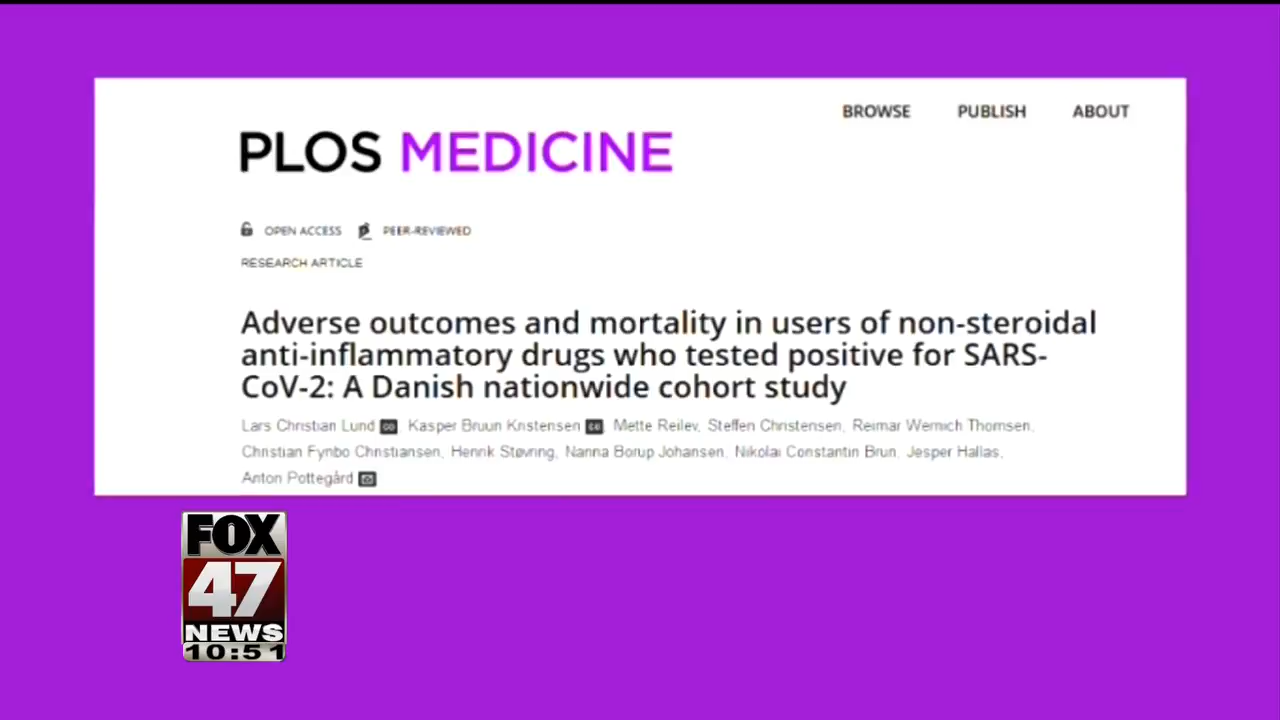 BROWSE PUBLISH ABOUT
PLOS MEDICINE
OPEN ACCESS PEER-REVIEWED
RESEARCH ARTICLE
Adverse outcomes and mortality in users of non-steroidal
anti-inflammatory drugs who tested positive for SARS-
CoV-2: A Danish nationwide cohort study
Lars Christian Lund, Kasper Bruun Kristensen, Mette Reilev, Steffen Christensen, Reimar Wernich Thomsen,
Christian Fynbo Christiansen, Henrik Støvring, Nanna Borup Johansen, Nikolai Constantin Brun, Jesper Hallas,
Anton Pottegård
FOX
47
NEWS
10:51